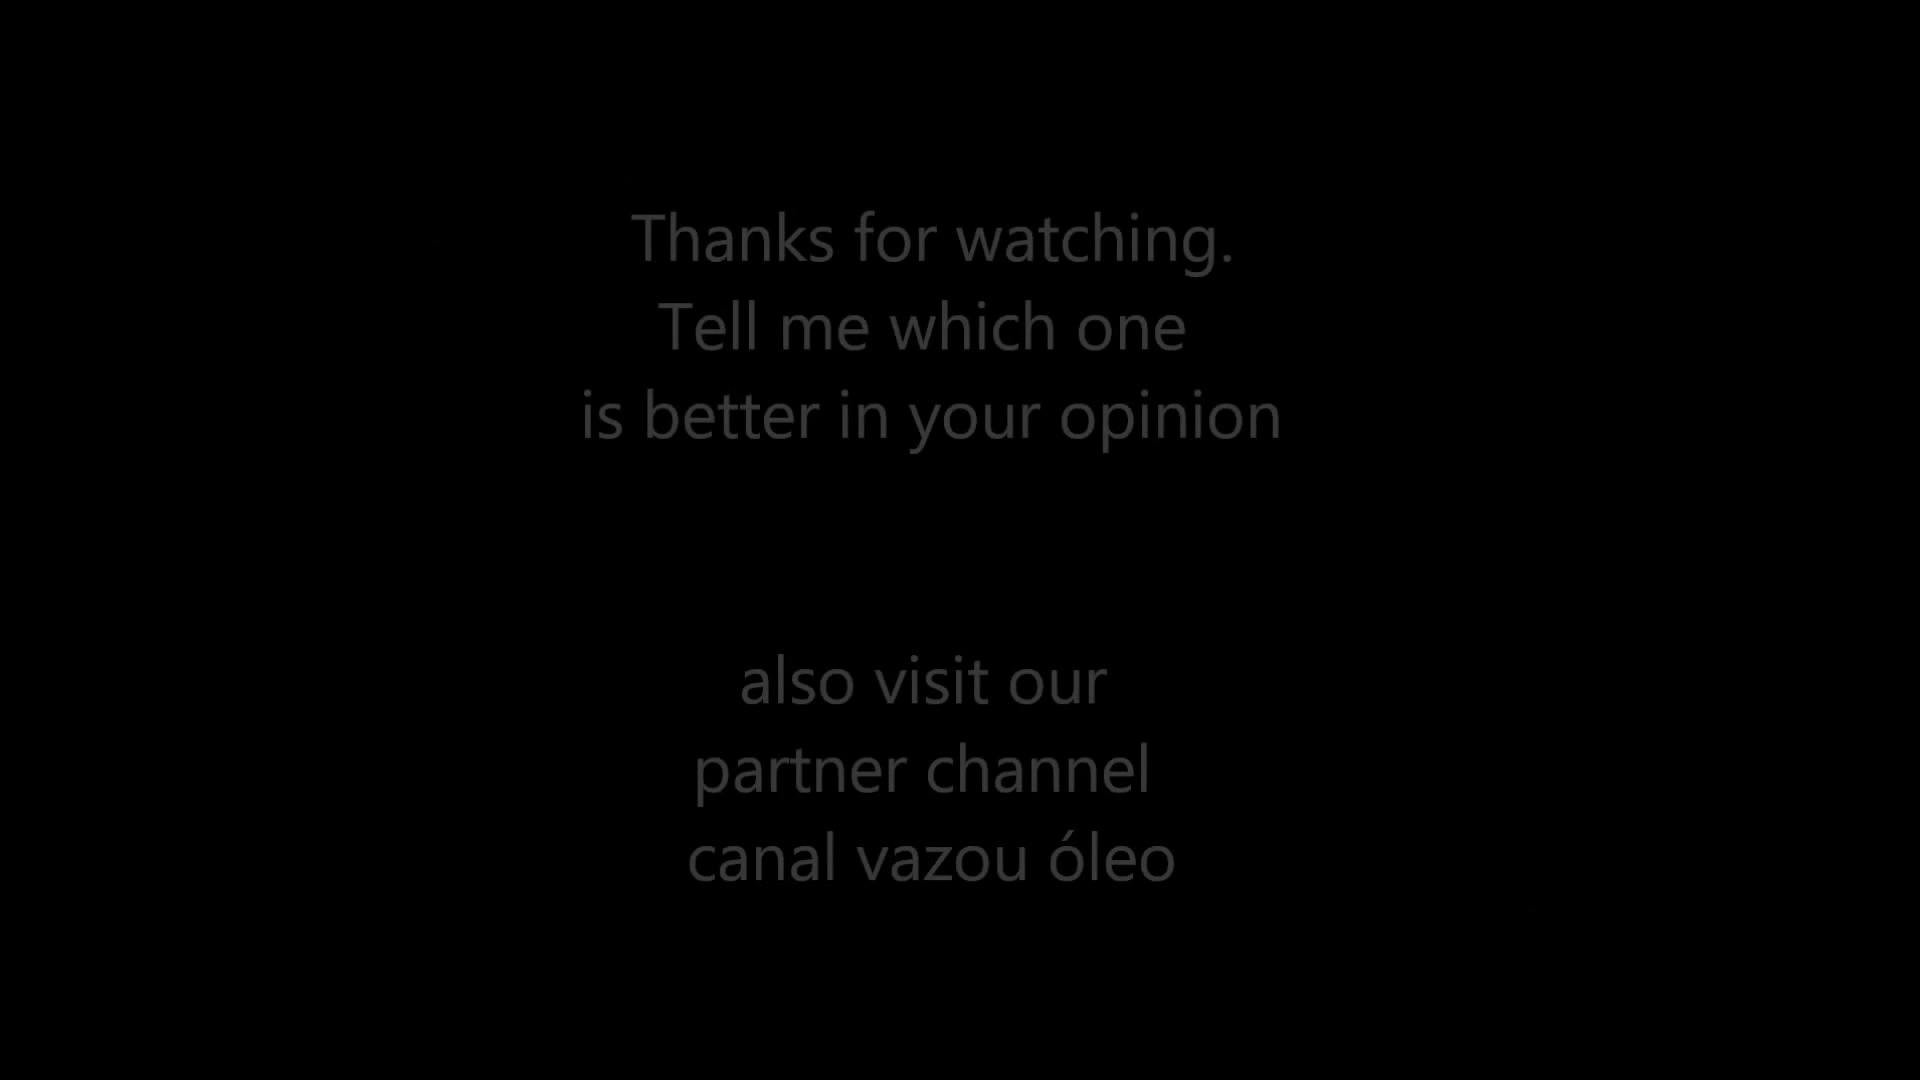 Thanks for watching.
Tell me which one
is better in your opinion
also visit our
partner channel
canal vazou óleo